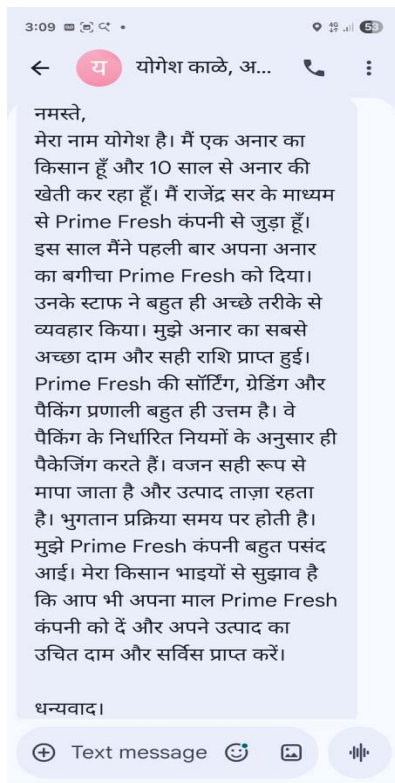 3:09
53
य योगेश काळे, अ...
नमस्ते,
मेरा नाम योगेश है। मैं एक अनार का
किसान हूँ और 10 साल से अनार की
खेती कर रहा हूँ। मैं राजेंद्र सर के माध्यम
से Prime Fresh कंपनी से जुड़ा हूँ।
इस साल मैंने पहली बार अपना अनार
का बगीचा Prime Fresh को दिया।
उनके स्टाफ ने बहुत ही अच्छे तरीके से
व्यवहार किया। मुझे अनार का सबसे
अच्छा दाम और सही राशि प्राप्त हुई।
Prime Fresh की सॉर्टिंग, ग्रेडिंग और
पैकिंग प्रणाली बहुत ही उत्तम है। वे
पैकिंग के निर्धारित नियमों के अनुसार ही
पैकेजिंग करते हैं। वजन सही रूप से
मापा जाता है और उत्पाद ताज़ा रहता
है। भुगतान प्रक्रिया समय पर होती है।
मुझे Prime Fresh कंपनी बहुत पसंद
आई। मेरा किसान भाइयों से सुझाव है
कि आप भी अपना माल Prime Fresh
कंपनी को दें और अपने उत्पाद का
उचित दाम और सर्विस प्राप्त करें।
धन्यवाद।
Text message